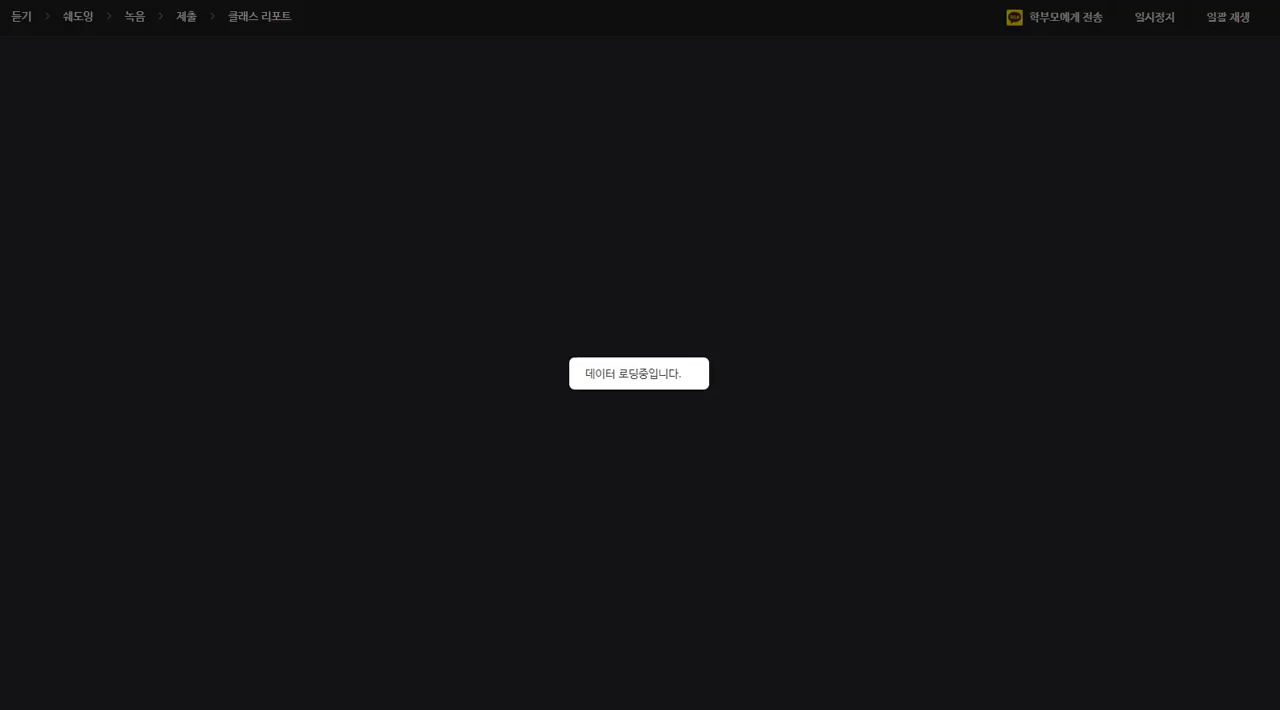 듣기 > 쉐도잉 > 녹음 > 제출 > 클래스 리포트
학부모에게 전송 일시정지 일괄 재생
데이터 로딩중입니다.